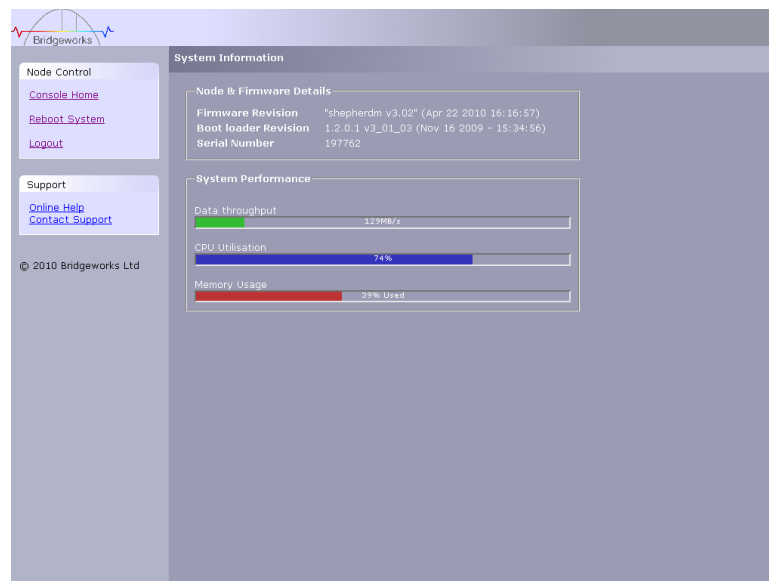 Bridgeworks
System Information
Node Control
Console Home
Reboot System
Logout
Support
Online Help
Contact Support
© 2010 Bridgeworks Ltd
Node & Firmware Details
Firmware Revision "shepherdm v3.02" (Apr 22 2010 16:16:57)
Boot loader Revision 1.2.0.1 v3_01_03 (Nov 16 2009 - 15:34:56)
Serial Number 197762
System Performance
Data throughput
129MB/s
CPU Utilisation
74%
Memory Usage
39% Used